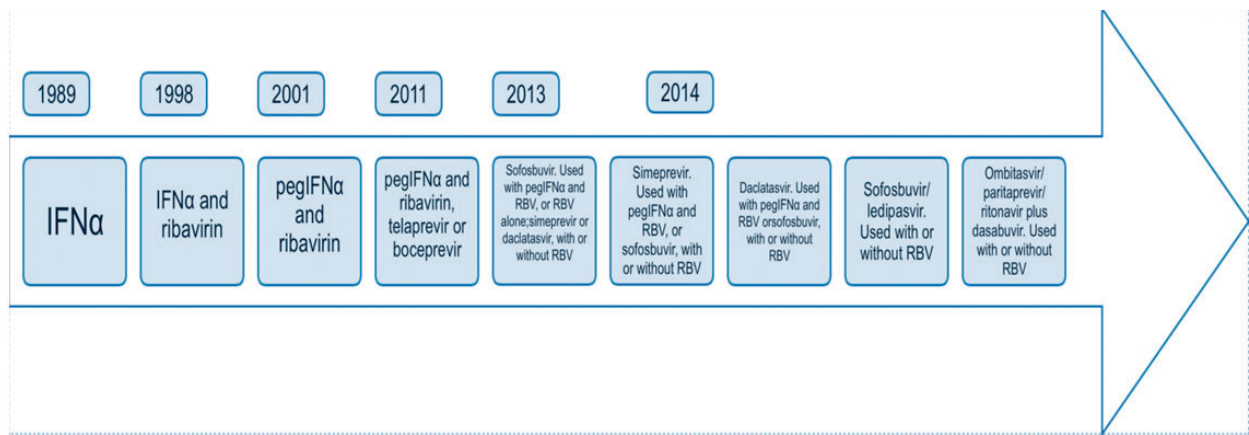 1989
1998
2001
2011
2013
2014
IFNα
IFNα and
ribavirin
pegIFNα
and
ribavirin
pegIFNα and
ribavirin,
telaprevir or
boceprevir
Sofosbuvir. Used
with pegIFNα and
RBV, or RBV
alone;simeprevir or
daclatasvir, with or
without RBV
Simeprevir.
Used with
pegIFNα and
RBV, or
sofosbuvir, with
or without RBV
Daclatasvir. Used
with pegIFNα and
RBV orsofosbuvir,
with or without
RBV
Sofosbuvir/
ledipasvir.
Used with or
without RBV
Ombitasvir/
paritaprevir/
ritonavir plus
dasabuvir. Used
with or without
RBV